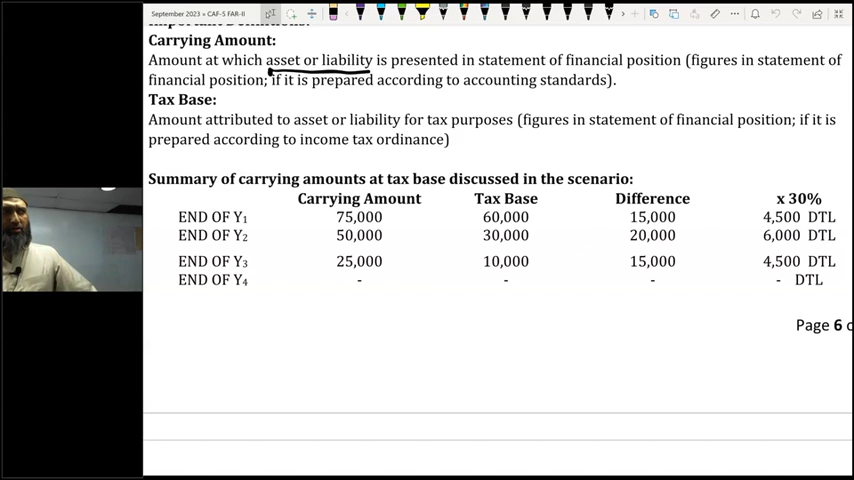 September 2023 » CAF-5 FAR-II
Important Definitions:
Carrying Amount:
Amount at which asset or liability is presented in statement of financial position (figures in statement of
financial position; if it is prepared according to accounting standards).
Tax Base:
Amount attributed to asset or liability for tax purposes (figures in statement of financial position; if it is
prepared according to income tax ordinance)
Summary of carrying amounts at tax base discussed in the scenario:
Carrying Amount Tax Base Difference x 30%
END OF Y1 75,000 60,000 15,000 4,500 DTL
END OF Y2 50,000 30,000 20,000 6,000 DTL
END OF Y3 25,000 10,000 15,000 4,500 DTL
END OF Y4 - - - - DTL
Page 6 o